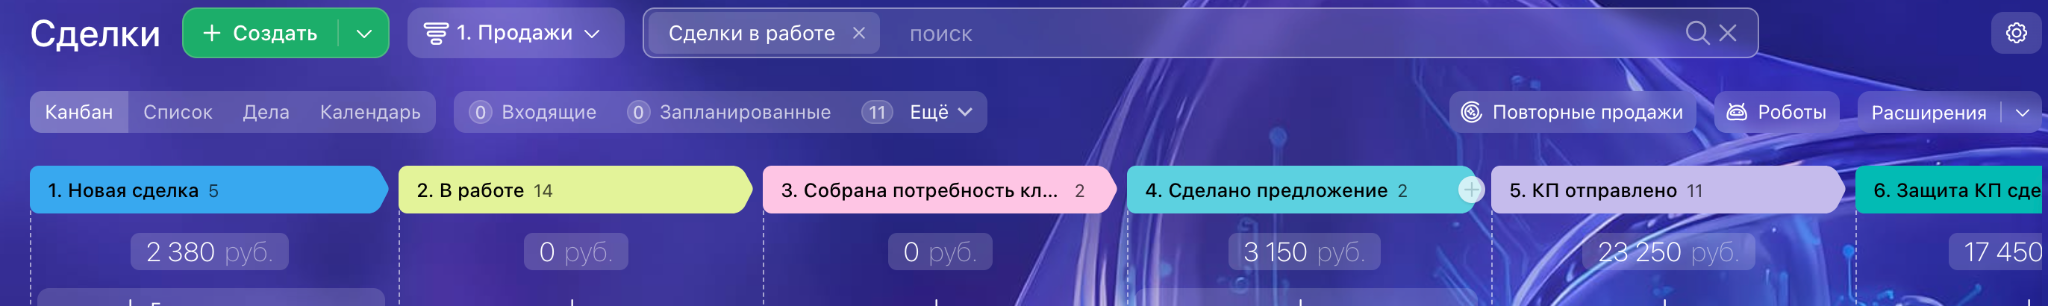 Сделки + Создать 1. Продажи Сделки в работе × поиск
Канбан Список Дела Календарь 0 Входящие 0 Запланированные 11 Ещё Повторные продажи Роботы Расширения
1. Новая сделка 5 2. В работе 14 3. Собрана потребность кл... 2 4. Сделано предложение 2 5. КП отправлено 11 6. Защита КП сде
2 380 руб. 0 руб. 0 руб. 3 150 руб. 23 250 руб. 17 450